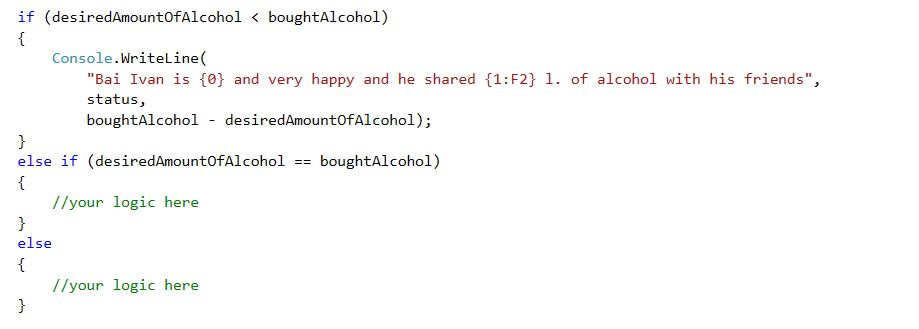 if (desiredAmountOfAlcohol < boughtAlcohol)
{
    Console.WriteLine(
        "Bai Ivan is {0} and very happy and he shared {1:F2} l. of alcohol with his friends",
        status,
        boughtAlcohol - desiredAmountOfAlcohol);
}
else if (desiredAmountOfAlcohol == boughtAlcohol)
{
    //your logic here
}
else
{
    //your logic here
}